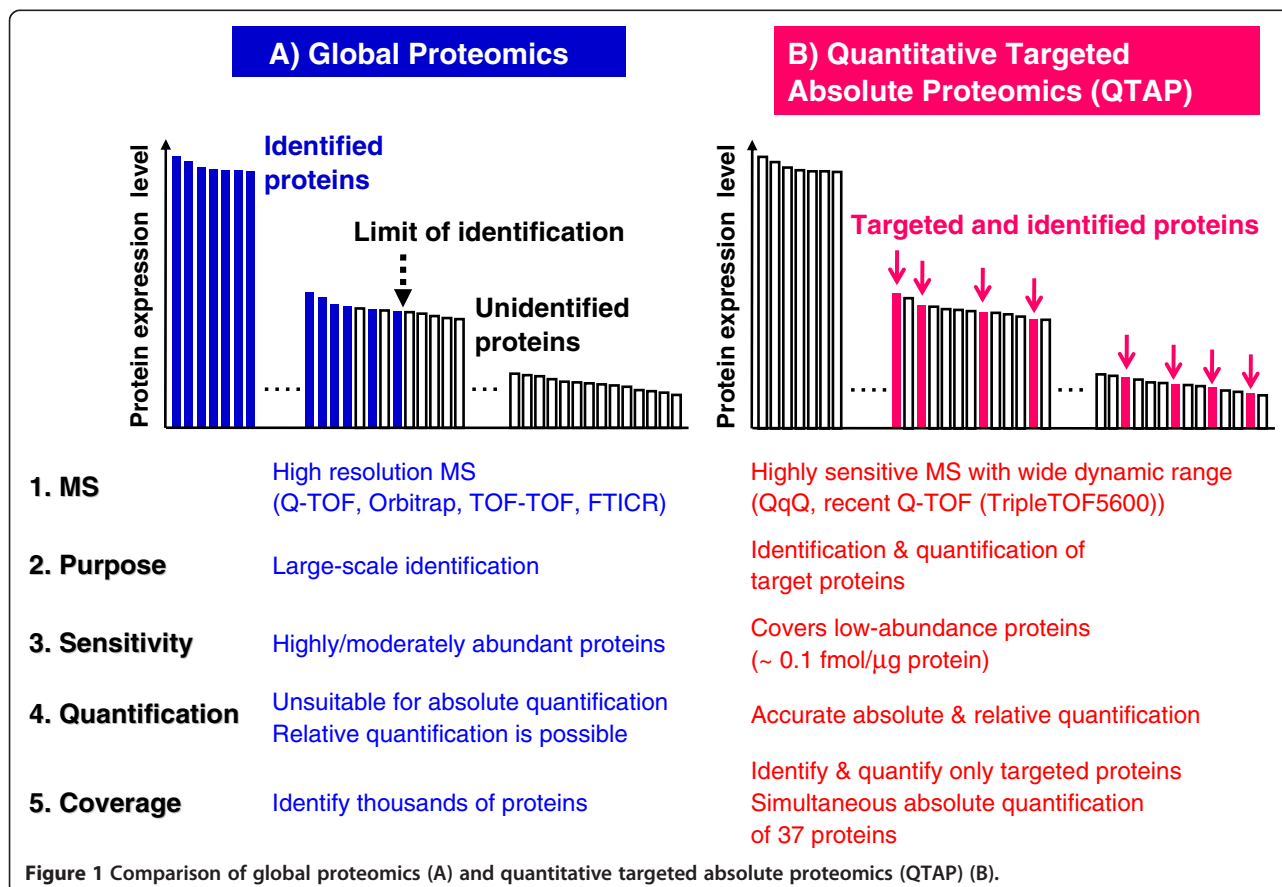 A) Global Proteomics
B) Quantitative Targeted
Absolute Proteomics (QTAP)
Protein expression level
Identified
proteins
Limit of identification
Unidentified
proteins
.....
...
Protein expression level
Targeted and identified proteins
.....
...
1. MS
High resolution MS
(Q-TOF, Orbitrap, TOF-TOF, FTICR)
Highly sensitive MS with wide dynamic range
(QqQ, recent Q-TOF (TripleTOF5600))
2. Purpose
Large-scale identification
Identification & quantification of
target proteins
3. Sensitivity
Highly/moderately abundant proteins
Covers low-abundance proteins
(~ 0.1 fmol/μg protein)
4. Quantification
Unsuitable for absolute quantification
Relative quantification is possible
Accurate absolute & relative quantification
5. Coverage
Identify thousands of proteins
Identify & quantify only targeted proteins
Simultaneous absolute quantification
of 37 proteins
Figure 1 Comparison of global proteomics (A) and quantitative targeted absolute proteomics (QTAP) (B).